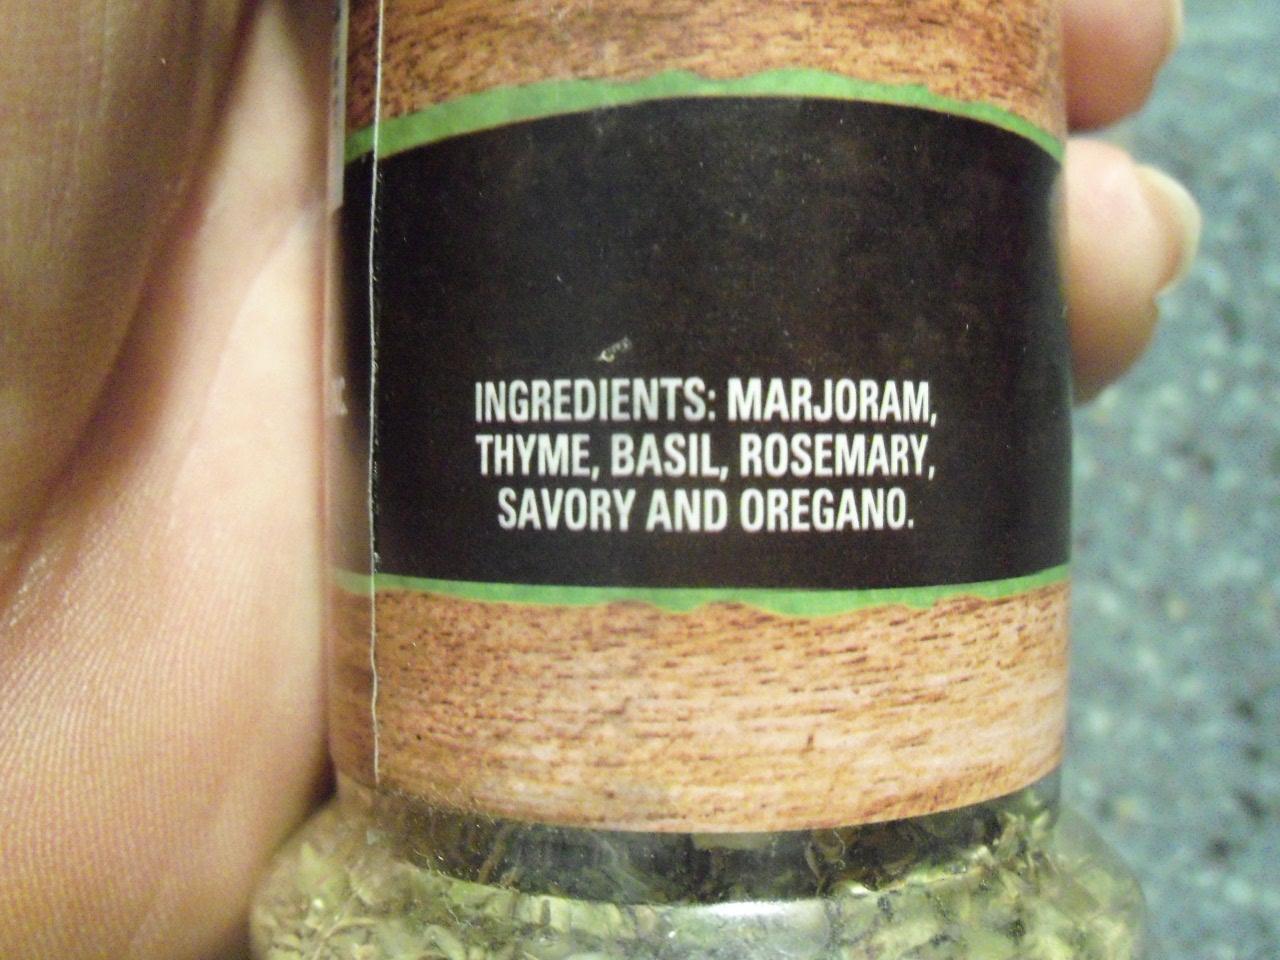 INGREDIENTS: MARJORAM,
THYME, BASIL, ROSEMARY,
SAVORY AND OREGANO.